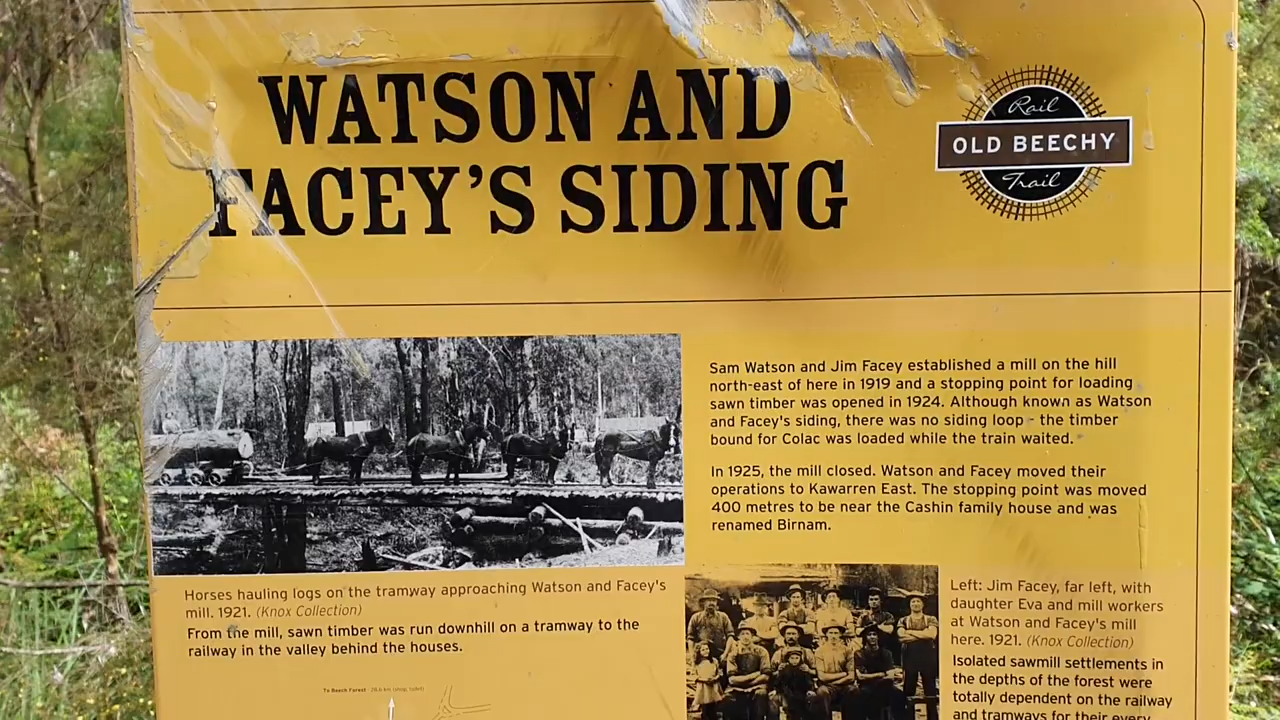 WATSON AND
FACEY'S SIDING
Rail
OLD BEECHY
Trail
Sam Watson and Jim Facey established a mill on the hill
north-east of here in 1919 and a stopping point for loading
sawn timber was opened in 1924. Although known as Watson
and Facey's siding, there was no siding loop - the timber
bound for Colac was loaded while the train waited.
In 1925, the mill closed. Watson and Facey moved their
operations to Kawarren East. The stopping point was moved
400 metres to be near the Cashin family house and was
renamed Birnam.
Horses hauling logs on the tramway approaching Watson and Facey's
mill. 1921. (Knox Collection)
From the mill, sawn timber was run downhill on a tramway to the
railway in the valley behind the houses.
Left: Jim Facey, far left, with
daughter Eva and mill workers
at Watson and Facey's mill
here. 1921. (Knox Collection)
Isolated sawmill settlements in
the depths of the forest were
totally dependent on the railway
and tramways for their every
To Beech Forest